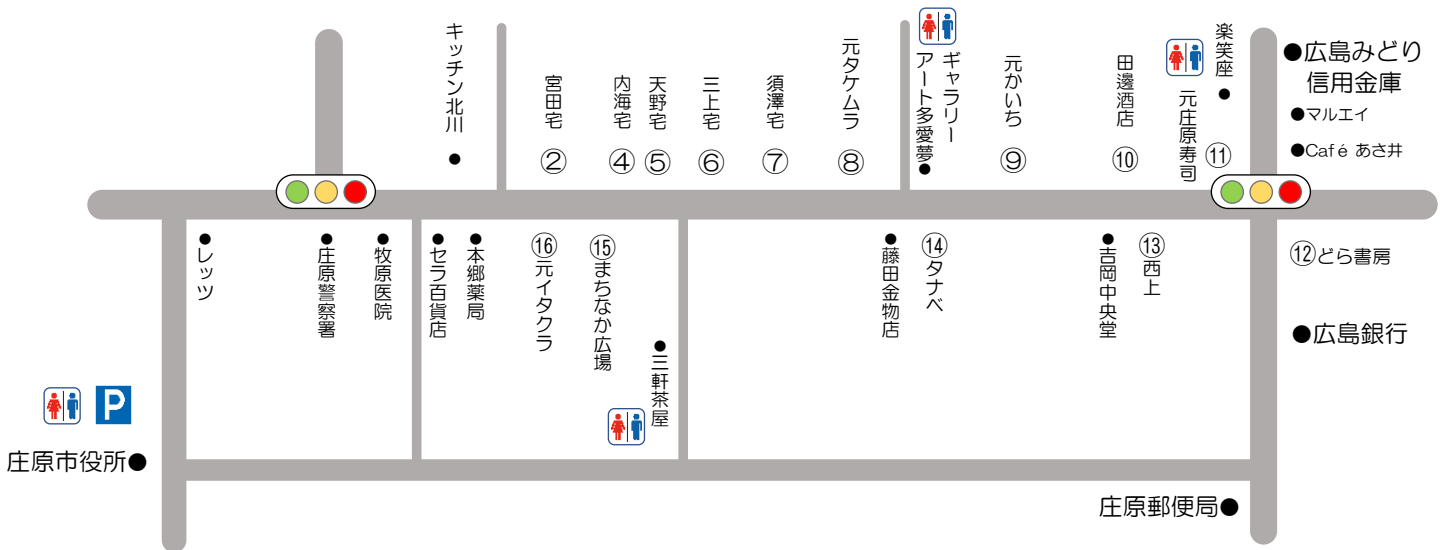 キッチン北川
宮田宅
②
内海宅
④
天野宅
⑤
三上宅
⑥
須澤宅
⑦
元タケムラ
⑧
ギャラリー
アート多愛夢
元かいち
⑨
田邊酒店
⑩
元庄原寿司
楽笑座
⑪
●広島みどり
信用金庫
●マルエイ
●Café あさ井
レッツ
庄原警察署
牧原医院
セラ百貨店
本郷薬局
⑯元イタクラ
⑮まちなか広場
三軒茶屋
藤田金物店
⑭タナベ
吉岡中央堂
⑬西上
⑫どら書房
●広島銀行
P
庄原市役所●
庄原郵便局●